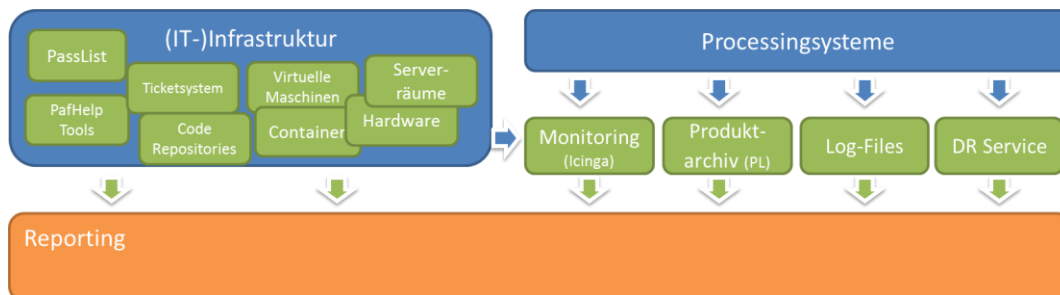 (IT-)Infrastruktur
PassList
Ticketsystem
Virtuelle
Maschinen
Server-
räume
PafHelp
Tools
Code
Repositories
Container
Hardware
Processingsysteme
Monitoring
(Icinga)
Produkt-
archiv (PL)
Log-Files
DR Service
Reporting